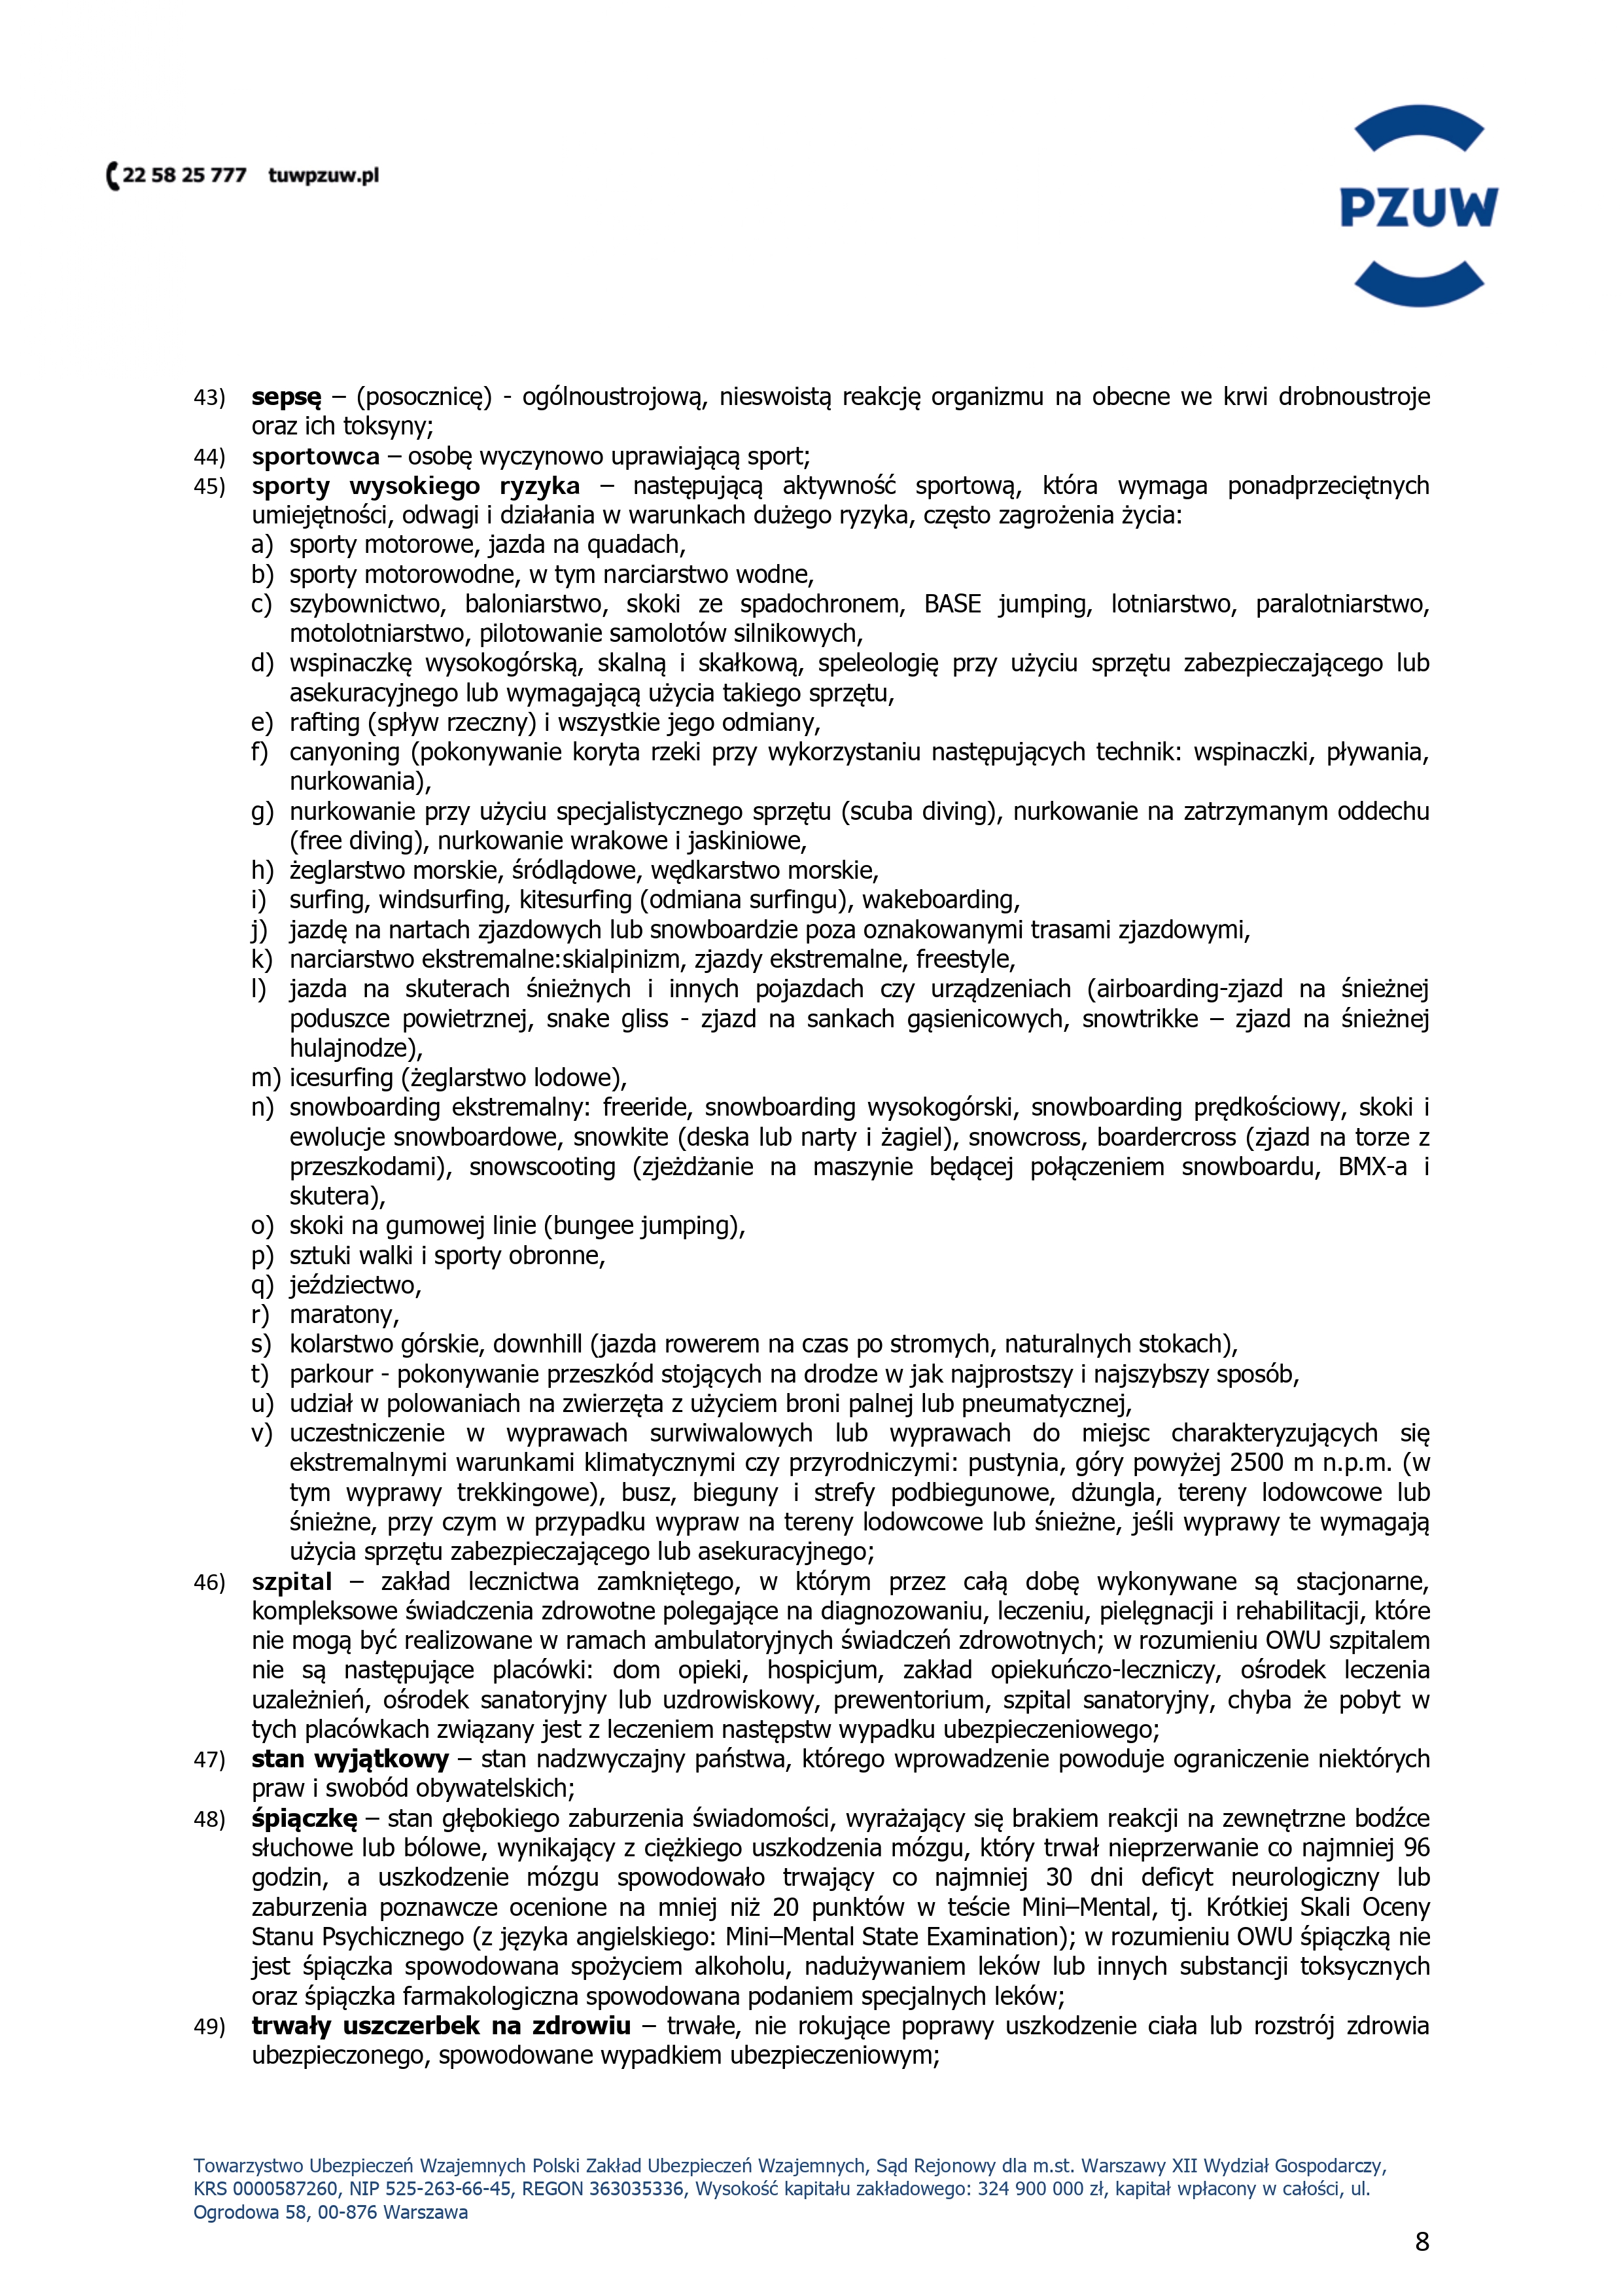 22 58 25 777 tuwpzuw.pl
PZUW
43) sepsę – (posocznicę) - ogólnoustrojową, nieswoistą reakcję organizmu na obecne we krwi drobnoustroje
oraz ich toksyny;
44) sportowca – osobę wyczynowo uprawiającą sport;
45) sporty wysokiego ryzyka – następującą aktywność sportową, która wymaga ponadprzeciętnych
umiejętności, odwagi i działania w warunkach dużego ryzyka, często zagrożenia życia:
a) sporty motorowe, jazda na quadach,
b) sporty motorowodne, w tym narciarstwo wodne,
c) szybownictwo, baloniarstwo, skoki ze spadochronem, BASE jumping, lotniarstwo, paralotniarstwo,
motolotniarstwo, pilotowanie samolotów silnikowych,
d) wspinaczkę wysokogórską, skalną i skałkową, speleologię przy użyciu sprzętu zabezpieczającego lub
asekuracyjnego lub wymagającą użycia takiego sprzętu,
e) rafting (spływ rzeczny) i wszystkie jego odmiany,
f) canyoning (pokonywanie koryta rzeki przy wykorzystaniu następujących technik: wspinaczki, pływania,
nurkowania),
g) nurkowanie przy użyciu specjalistycznego sprzętu (scuba diving), nurkowanie na zatrzymanym oddechu
(free diving), nurkowanie wrakowe i jaskiniowe,
h) żeglarstwo morskie, śródlądowe, wędkarstwo morskie,
i) surfing, windsurfing, kitesurfing (odmiana surfingu), wakeboarding,
j) jazdę na nartach zjazdowych lub snowboardzie poza oznakowanymi trasami zjazdowymi,
k) narciarstwo ekstremalne:skialpinizm, zjazdy ekstremalne, freestyle,
l) jazda na skuterach śnieżnych i innych pojazdach czy urządzeniach (airboarding-zjazd na śnieżnej
poduszce powietrznej, snake gliss - zjazd na sankach gąsienicowych, snowtrikke – zjazd na śnieżnej
hulajnodze),
m) icesurfing (żeglarstwo lodowe),
n) snowboarding ekstremalny: freeride, snowboarding wysokogórski, snowboarding prędkościowy, skoki i
ewolucje snowboardowe, snowkite (deska lub narty i żagiel), snowcross, boardercross (zjazd na torze z
przeszkodami), snowscooting (zjeżdżanie na maszynie będącej połączeniem snowboardu, BMX-a i
skutera),
o) skoki na gumowej linie (bungee jumping),
p) sztuki walki i sporty obronne,
q) jeździectwo,
r) maratony,
s) kolarstwo górskie, downhill (jazda rowerem na czas po stromych, naturalnych stokach),
t) parkour - pokonywanie przeszkód stojących na drodze w jak najprostszy i najszybszy sposób,
u) udział w polowaniach na zwierzęta z użyciem broni palnej lub pneumatycznej,
v) uczestniczenie w wyprawach surwiwalowych lub wyprawach do miejsc charakteryzujących się
ekstremalnymi warunkami klimatycznymi czy przyrodniczymi: pustynia, góry powyżej 2500 m n.p.m. (w
tym wyprawy trekkingowe), busz, bieguny i strefy podbiegunowe, dżungla, tereny lodowcowe lub
śnieżne, przy czym w przypadku wypraw na tereny lodowcowe lub śnieżne, jeśli wyprawy te wymagają
użycia sprzętu zabezpieczającego lub asekuracyjnego;
46) szpital – zakład lecznictwa zamkniętego, w którym przez całą dobę wykonywane są stacjonarne,
kompleksowe świadczenia zdrowotne polegające na diagnozowaniu, leczeniu, pielęgnacji i rehabilitacji, które
nie mogą być realizowane w ramach ambulatoryjnych świadczeń zdrowotnych; w rozumieniu OWU szpitalem
nie są następujące placówki: dom opieki, hospicjum, zakład opiekuńczo-leczniczy, ośrodek leczenia
uzależnień, ośrodek sanatoryjny lub uzdrowiskowy, prewentorium, szpital sanatoryjny, chyba że pobyt w
tych placówkach związany jest z leczeniem następstw wypadku ubezpieczeniowego;
47) stan wyjątkowy – stan nadzwyczajny państwa, którego wprowadzenie powoduje ograniczenie niektórych
praw i swobód obywatelskich;
48) śpiączkę – stan głębokiego zaburzenia świadomości, wyrażający się brakiem reakcji na zewnętrzne bodźce
słuchowe lub bólowe, wynikający z ciężkiego uszkodzenia mózgu, który trwał nieprzerwanie co najmniej 96
godzin, a uszkodzenie mózgu spowodowało trwający co najmniej 30 dni deficyt neurologiczny lub
zaburzenia poznawcze ocenione na mniej niż 20 punktów w teście Mini–Mental, tj. Krótkiej Skali Oceny
Stanu Psychicznego (z języka angielskiego: Mini–Mental State Examination); w rozumieniu OWU śpiączką nie
jest śpiączka spowodowana spożyciem alkoholu, nadużywaniem leków lub innych substancji toksycznych
oraz śpiączka farmakologiczna spowodowana podaniem specjalnych leków;
49) trwały uszczerbek na zdrowiu – trwałe, nie rokujące poprawy uszkodzenie ciała lub rozstrój zdrowia
ubezpieczonego, spowodowane wypadkiem ubezpieczeniowym;
Towarzystwo Ubezpieczeń Wzajemnych Polski Zakład Ubezpieczeń Wzajemnych, Sąd Rejonowy dla m.st. Warszawy XII Wydział Gospodarczy,
KRS 0000587260, NIP 525-263-66-45, REGON 363035336, Wysokość kapitału zakładowego: 324 900 000 zł, kapitał wpłacony w całości, ul.
Ogrodowa 58, 00-876 Warszawa
8